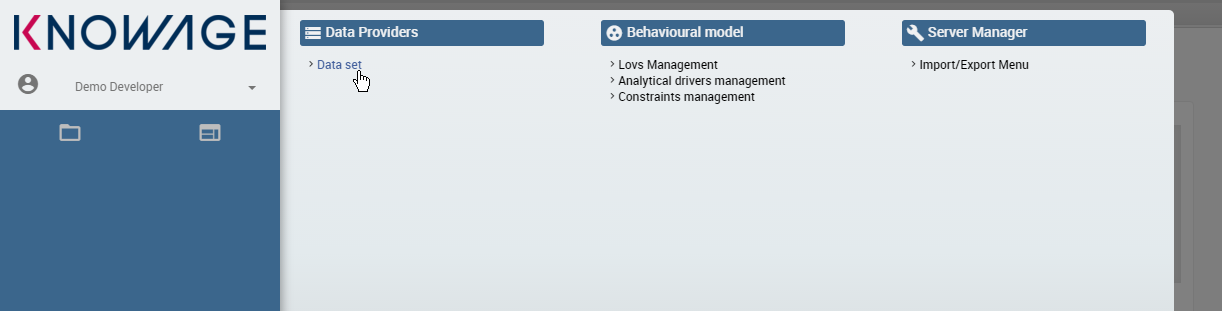 KNOWAGE
Demo Developer
Data Providers
Data set
Behavioural model
Lovs Management
Analytical drivers management
Constraints management
Server Manager
Import/Export Menu